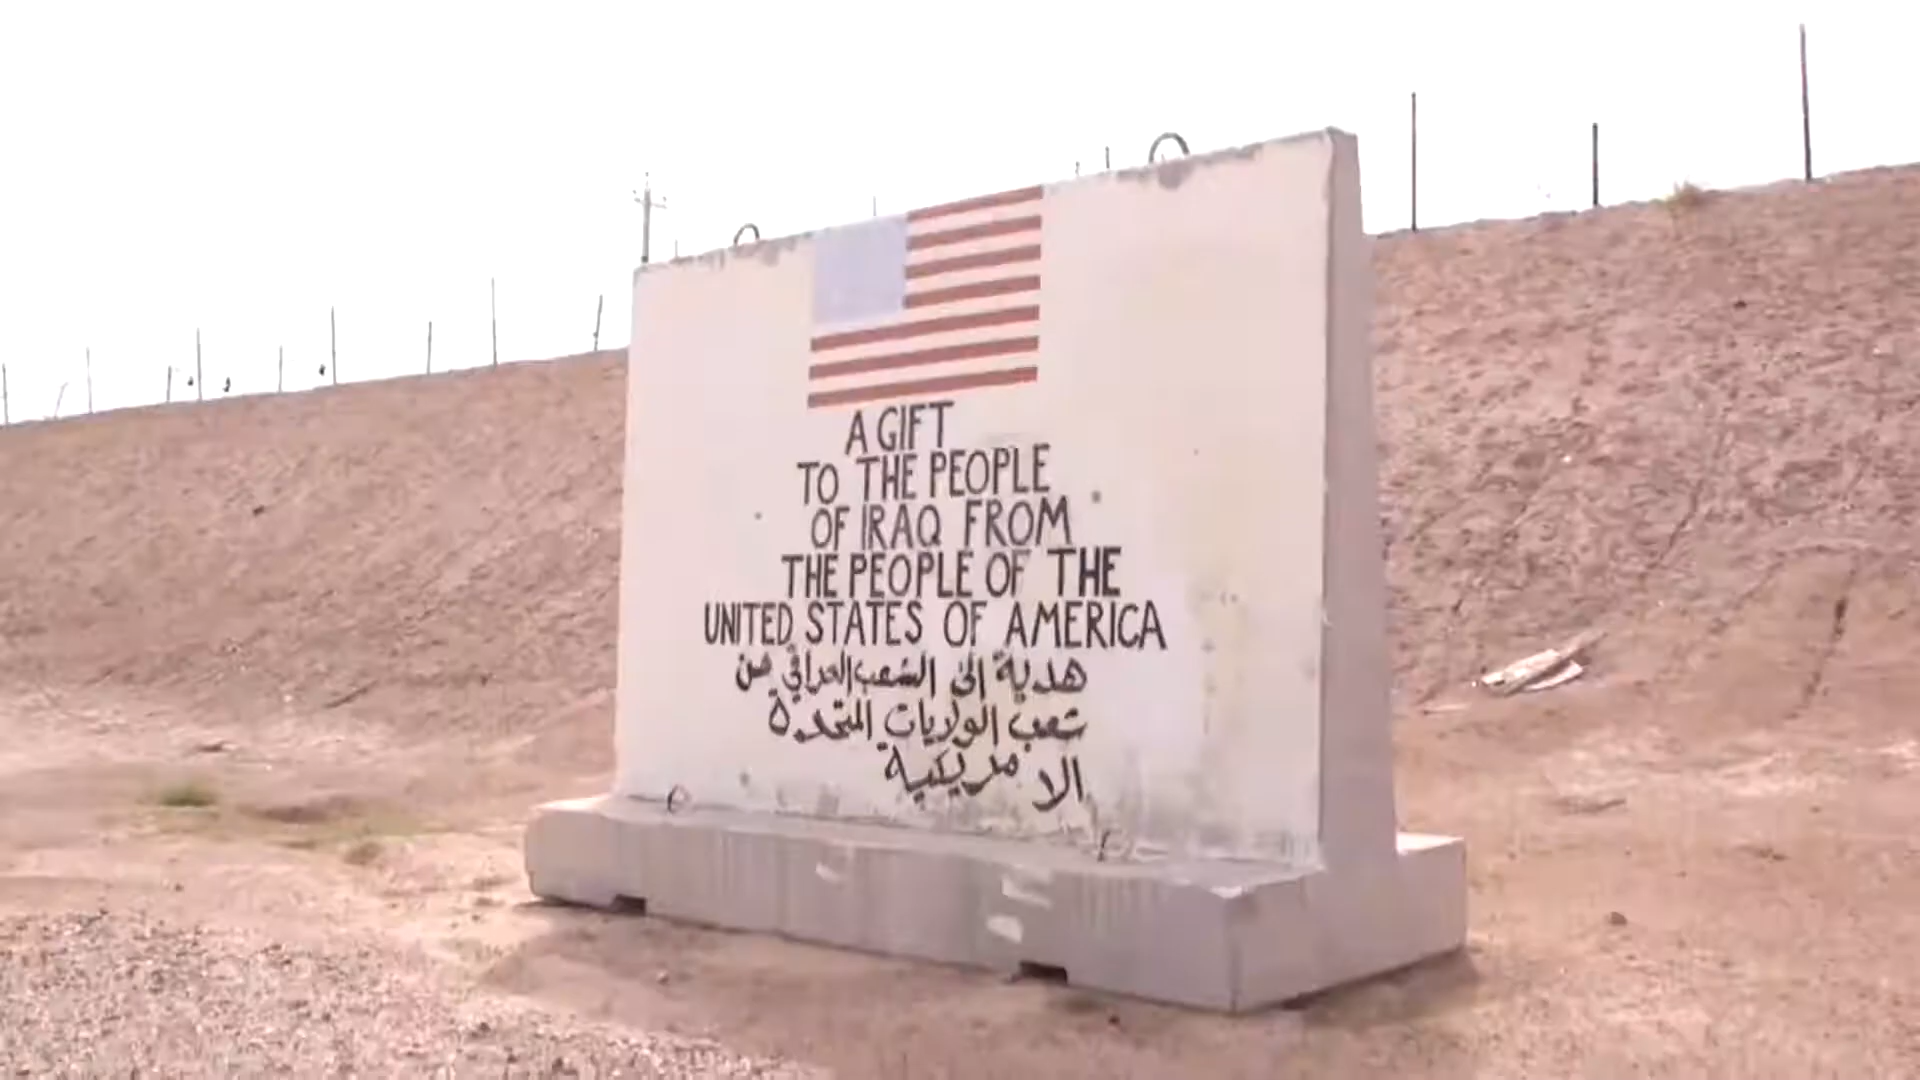 A GIFT
TO THE PEOPLE
OF IRAQ FROM
THE PEOPLE OF THE
UNITED STATES OF AMERICA
هدية الى الشعب العراقي من
شعب الولايات المتحدة
الامريكية